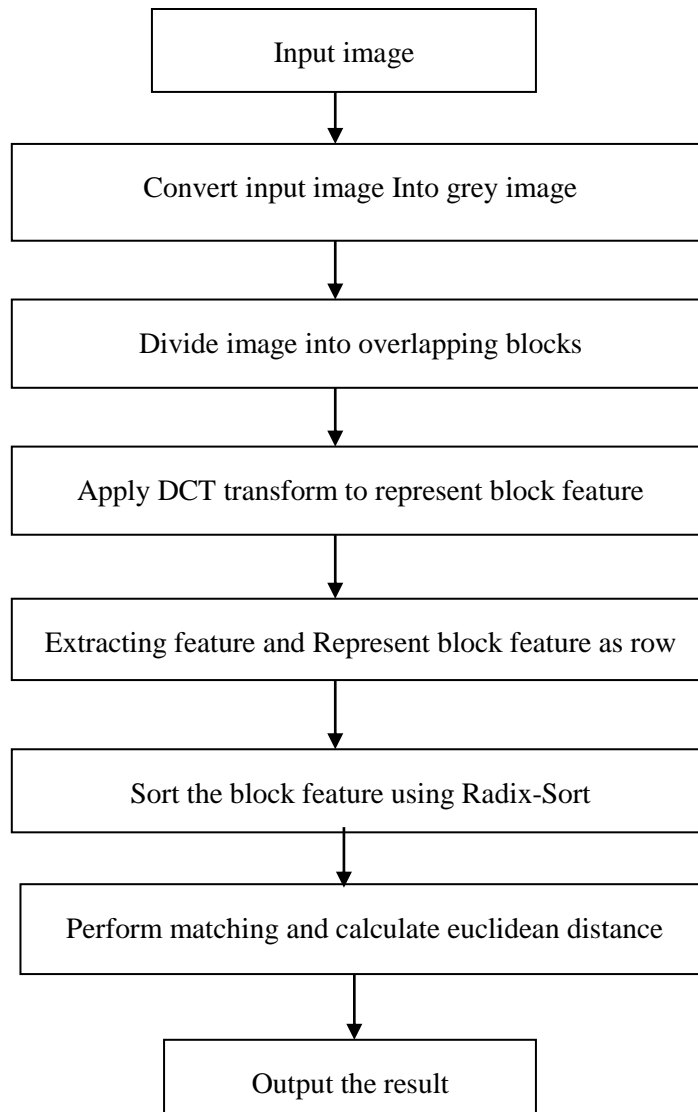 Input image
Convert input image Into grey image
Divide image into overlapping blocks
Apply DCT transform to represent block feature
Extracting feature and Represent block feature as row
Sort the block feature using Radix-Sort
Perform matching and calculate euclidean distance
Output the result